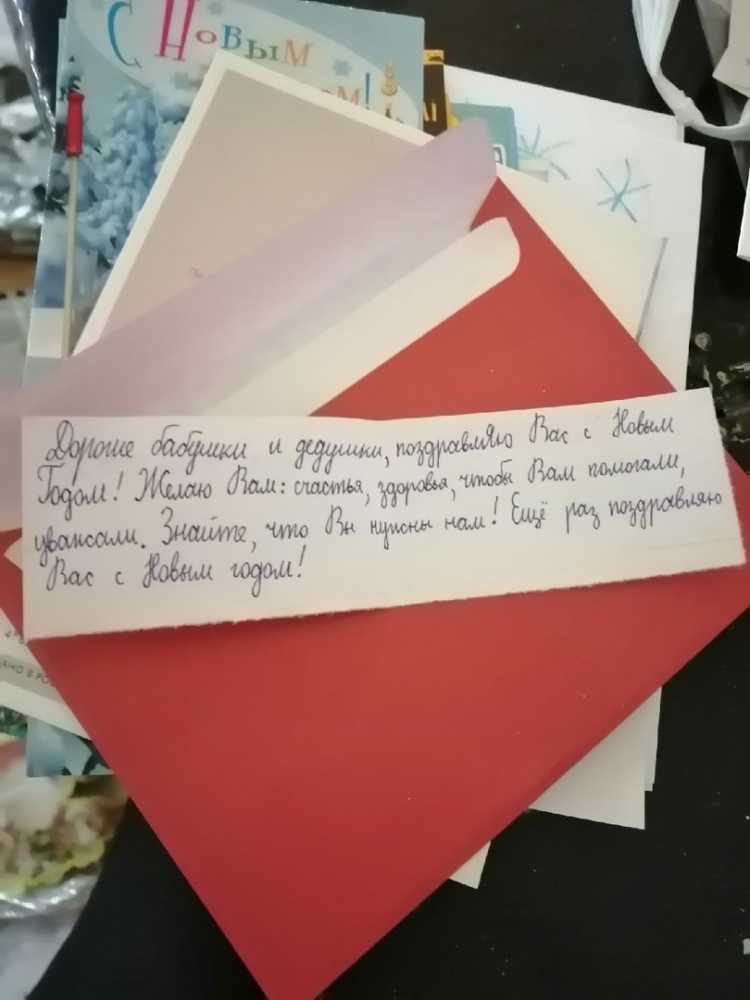 С Новым
ом!
Дорогие бабушки и дедушки, поздравляю Вас с Новым
Годом! Желаю Вам: счастья, здоровья, чтобы Вам помогали,
уважали. Знайте, что Вы нужны нам! Ещё раз поздравляю
Вас с Новым годом!